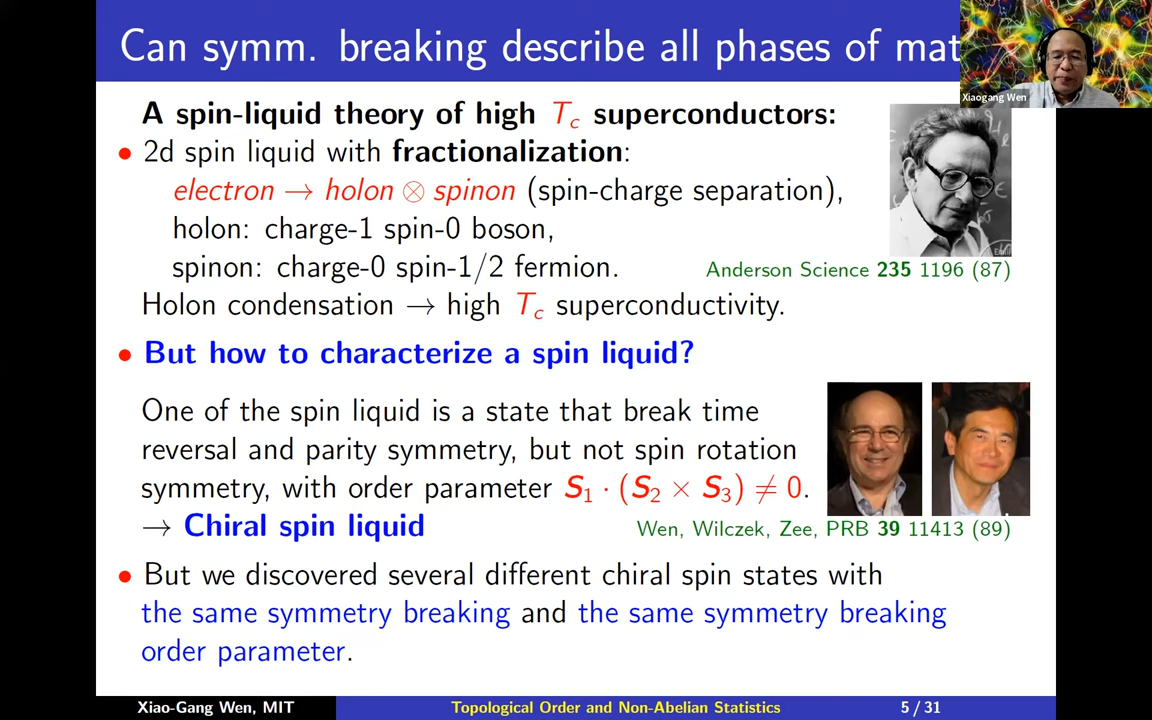 Can symm. breaking describe all phases of mat
Xiaogang Wen
A spin-liquid theory of high T_c superconductors:
• 2d spin liquid with fractionalization:
electron → holon ⊗ spinon (spin-charge separation),
holon: charge-1 spin-0 boson,
spinon: charge-0 spin-1/2 fermion.
Anderson Science 235 1196 (87)
Holon condensation → high T_c superconductivity.
• But how to characterize a spin liquid?
One of the spin liquid is a state that break time
reversal and parity symmetry, but not spin rotation
symmetry, with order parameter S₁ · (S₂ × S₃) ≠ 0.
→ Chiral spin liquid
Wen, Wilczek, Zee, PRB 39 11413 (89)
• But we discovered several different chiral spin states with
the same symmetry breaking and the same symmetry breaking
order parameter.
Xiao-Gang Wen, MIT
Topological Order and Non-Abelian Statistics
5 / 31